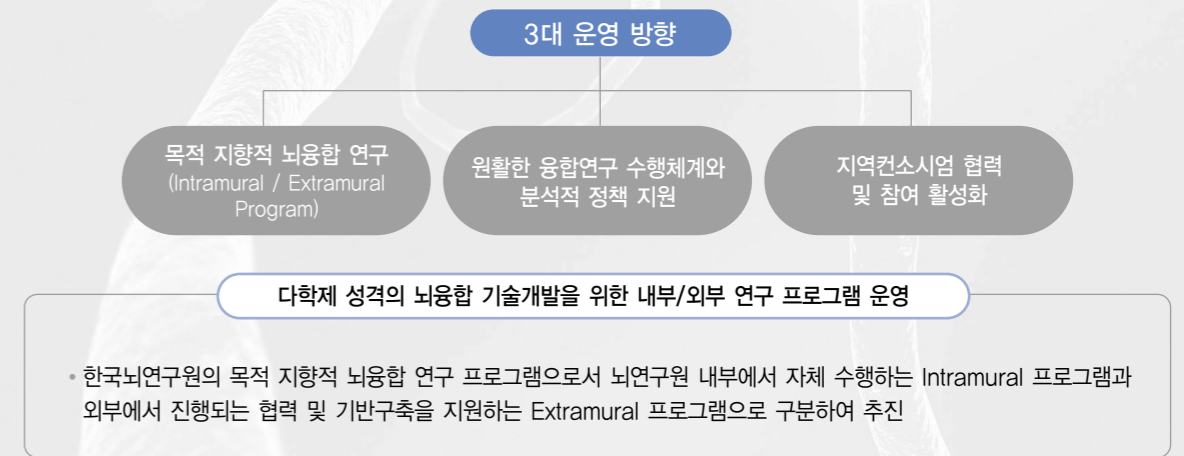 3대 운영 방향
목적 지향적 뇌융합 연구
(Intramural / Extramural
Program)
원활한 융합연구 수행체계와
분석적 정책 지원
지역컨소시엄 협력
및 참여 활성화
다학제 성격의 뇌융합 기술개발을 위한 내부/외부 연구 프로그램 운영
• 한국뇌연구원의 목적 지향적 뇌융합 연구 프로그램으로서 뇌연구원 내부에서 자체 수행하는 Intramural 프로그램과
외부에서 진행되는 협력 및 기반구축을 지원하는 Extramural 프로그램으로 구분하여 추진